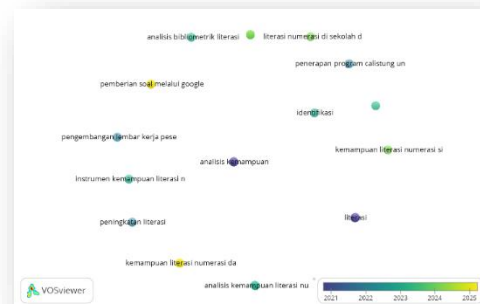 analisis bibliometrik literasi
literasi numerasi di sekolah d
penerapan program calistung un
pemberian soal melalui google
identifikasi
pengembangan lembar kerja pese
kemampuan literasi numerasi si
analisis kemampuan
instrumen kemampuan literasi n
peningkatan literasi
literasi
kemampuan literasi numerasi da
analisis kemampuan literasi nu
VOSviewer
2021 2022 2023 2024 2025